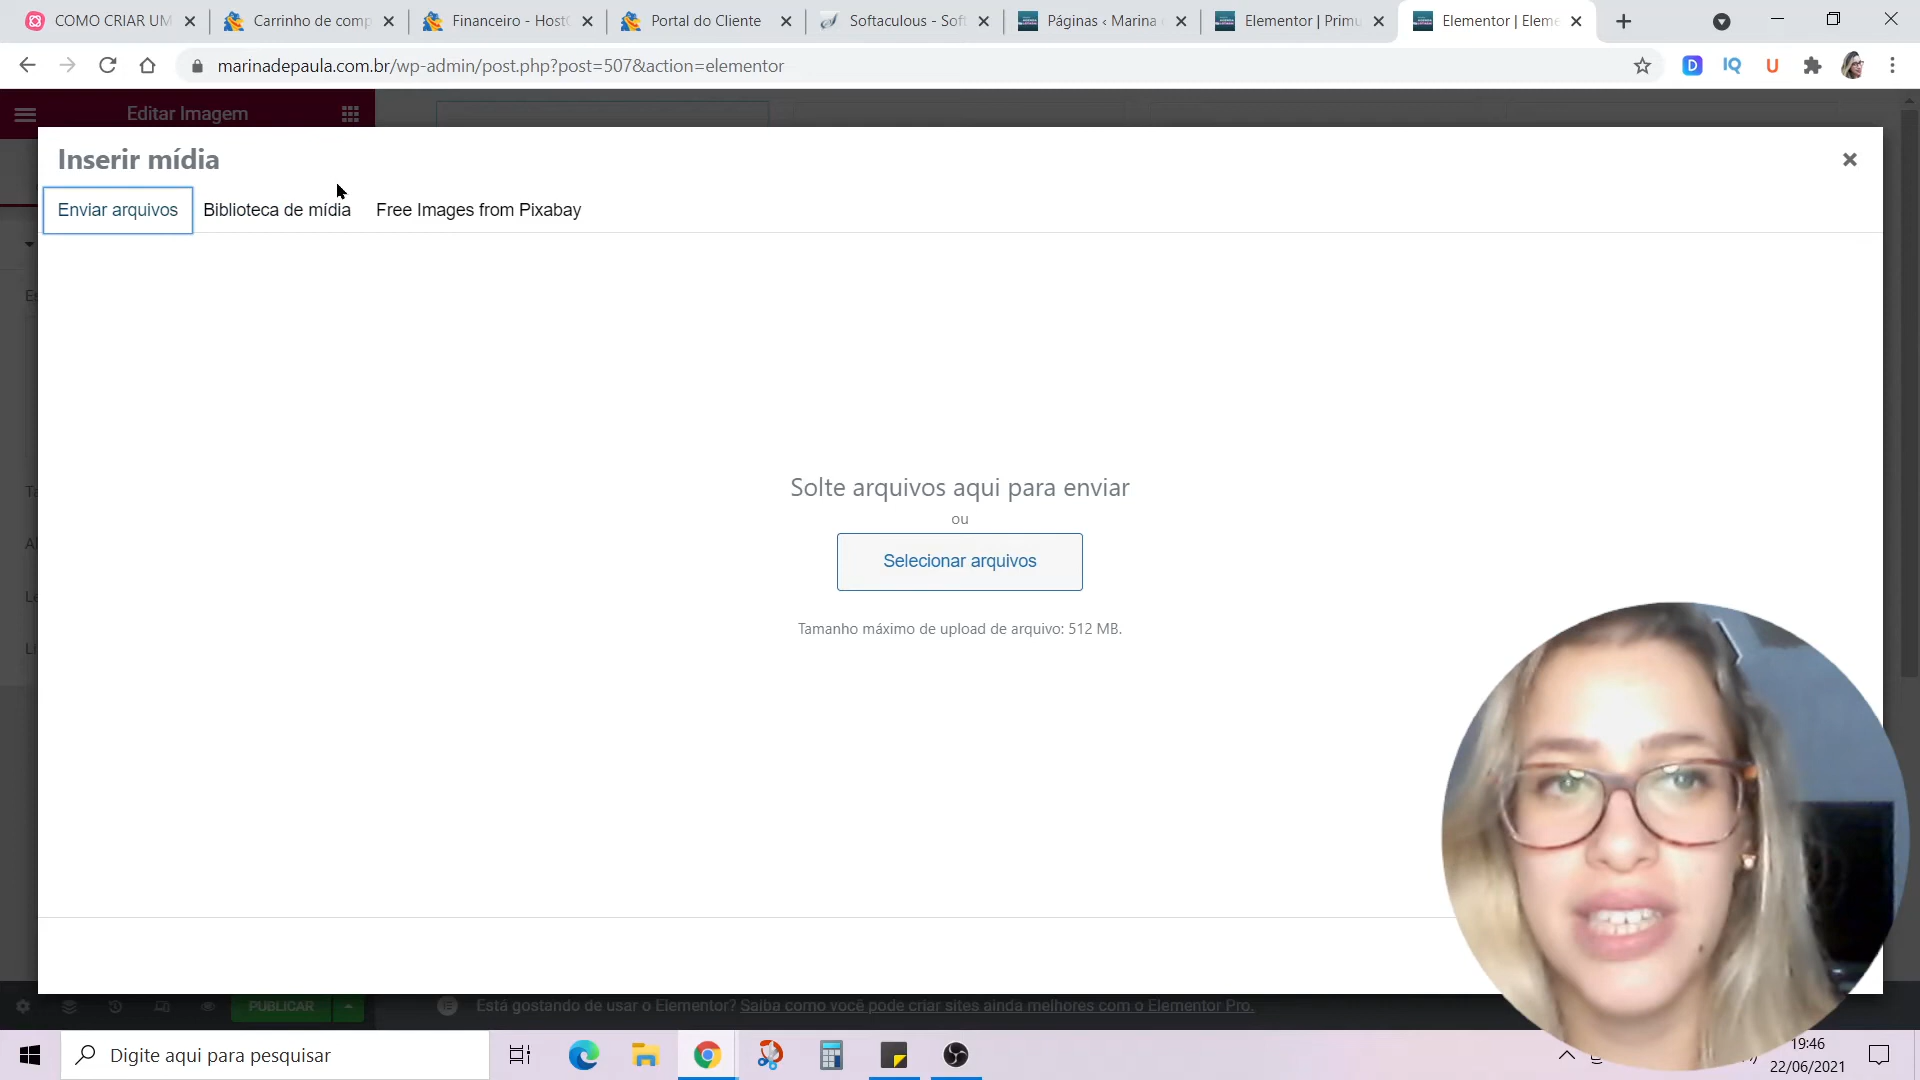 COMO CRIAR UM
Carrinho de comp
Financeiro - Host
Portal do Cliente
Softaculous - Soft
Páginas ‹ Marina
Elementor | Primu
Elementor | Eleme
marinadepaula.com.br/wp-admin/post.php?post=507&action=elementor
D
IQ
U
Editar Imagem
Inserir mídia
Enviar arquivos
Biblioteca de mídia
Free Images from Pixabay
Solte arquivos aqui para enviar
ou
Selecionar arquivos
Tamanho máximo de upload de arquivo: 512 MB.
PUBLICAR
Está gostando de usar o Elementor? Saiba como você pode criar sites ainda melhores com o Elementor Pro.
Digite aqui para pesquisar
19:46
22/06/2021